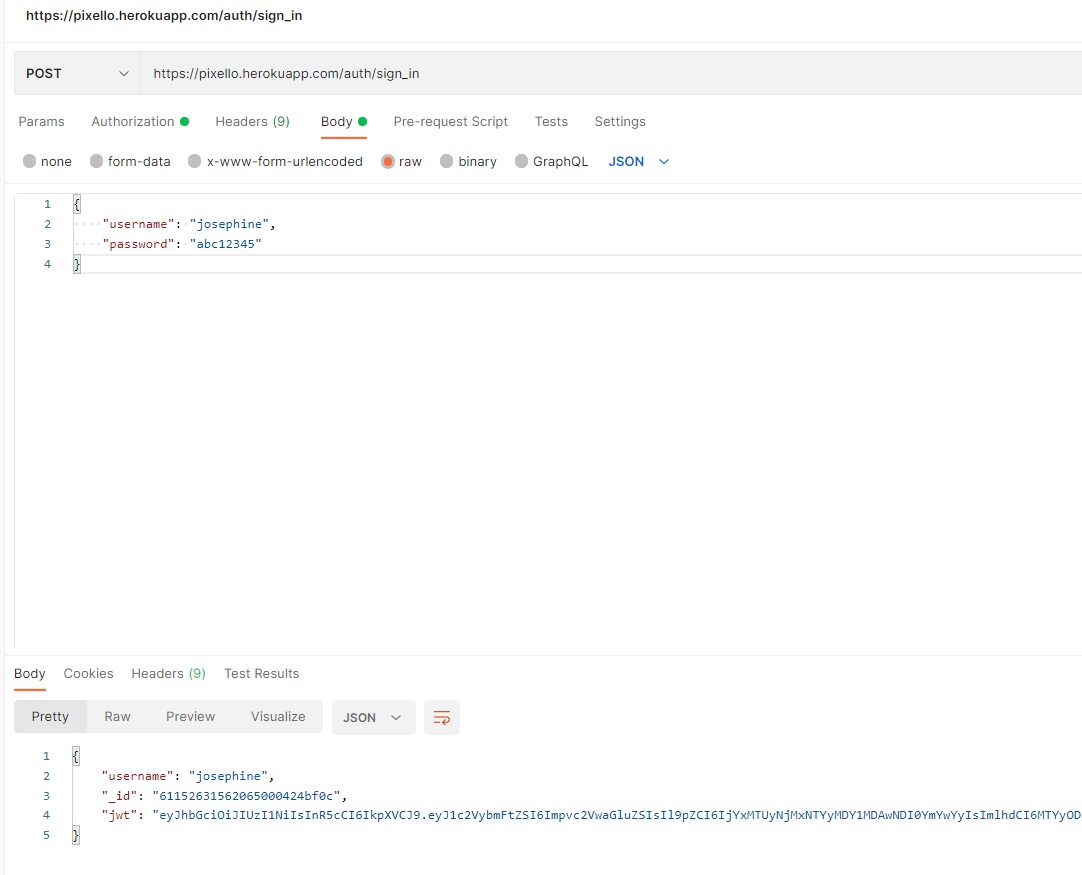 https://pixello.herokuapp.com/auth/sign_in
POST https://pixello.herokuapp.com/auth/sign_in
Params Authorization Headers (9) Body Pre-request Script Tests Settings
none form-data x-www-form-urlencoded raw binary GraphQL JSON
1 {
2 "username": "josephine",
3 "password": "abc12345"
4 }
Body Cookies Headers (9) Test Results
Pretty Raw Preview Visualize JSON
1 {
2 "username": "josephine",
3 "_id": "61152631562065000424bf0c",
4 "jwt": "eyJhbGciOiJIUzI1NiIsInR5cCI6IkpXVCJ9.eyJ1c2VybmFtZSI6Impvc2VwaGluZSIsIl9pZCI6IjYxMTUyNjMxNTYyMDY1MDAwNDI0YmYwYyIsImlhdCI6MTYyOD
5 }